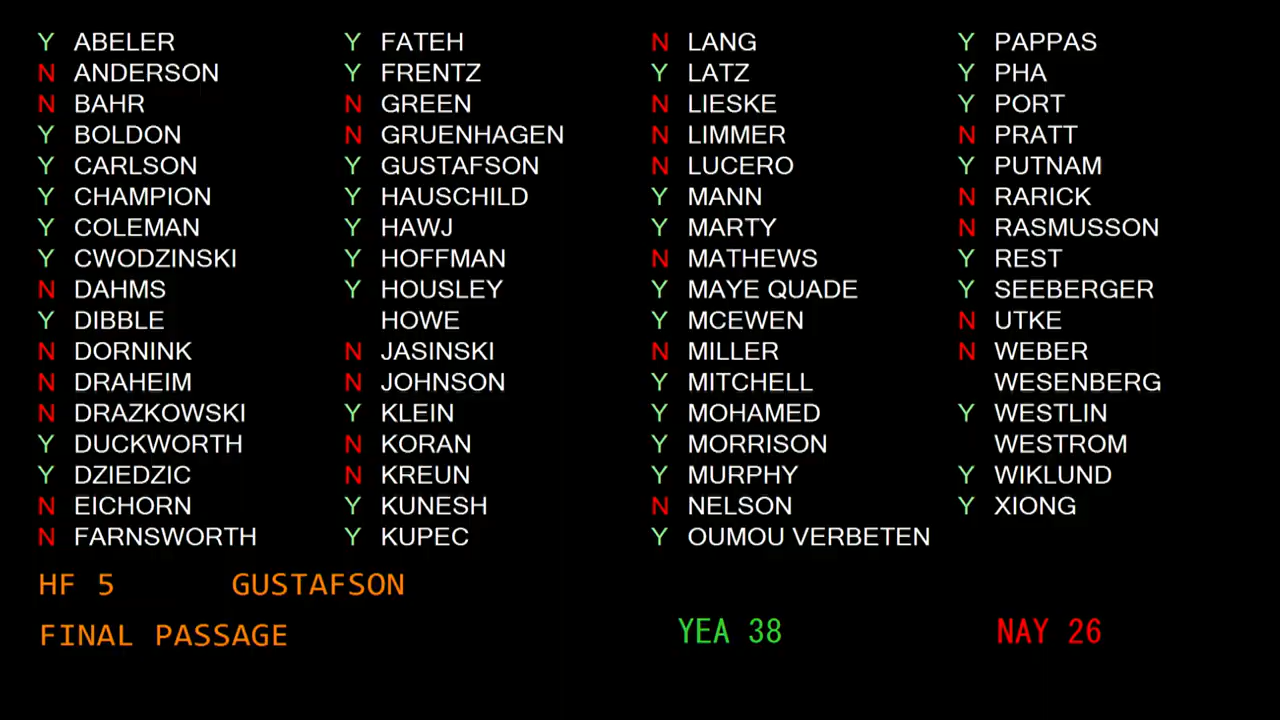 Y ABELER Y FATEH N LANG Y PAPPAS
N ANDERSON Y FRENTZ Y LATZ Y PHA
N BAHR N GREEN N LIESKE Y PORT
Y BOLDON N GRUENHAGEN N LIMMER N PRATT
Y CARLSON Y GUSTAFSON N LUCERO Y PUTNAM
Y CHAMPION Y HAUSCHILD Y MANN N RARICK
Y COLEMAN Y HAWJ Y MARTY N RASMUSSON
Y CWODZINSKI Y HOFFMAN N MATHEWS Y REST
N DAHMS Y HOUSLEY Y MAYE QUADE Y SEEBERGER
Y DIBBLE HOWE Y MCEWEN N UTKE
N DORNINK N JASINSKI N MILLER N WEBER
N DRAHEIM N JOHNSON Y MITCHELL WESENBERG
N DRAZKOWSKI Y KLEIN Y MOHAMED Y WESTLIN
Y DUCKWORTH N KORAN Y MORRISON WESTROM
Y DZIEDZIC N KREUN Y MURPHY Y WIKLUND
N EICHORN Y KUNESH N NELSON Y XIONG
N FARNSWORTH Y KUPEC Y OUMOU VERBETEN
HF 5 GUSTAFSON
FINAL PASSAGE YEA 38 NAY 26